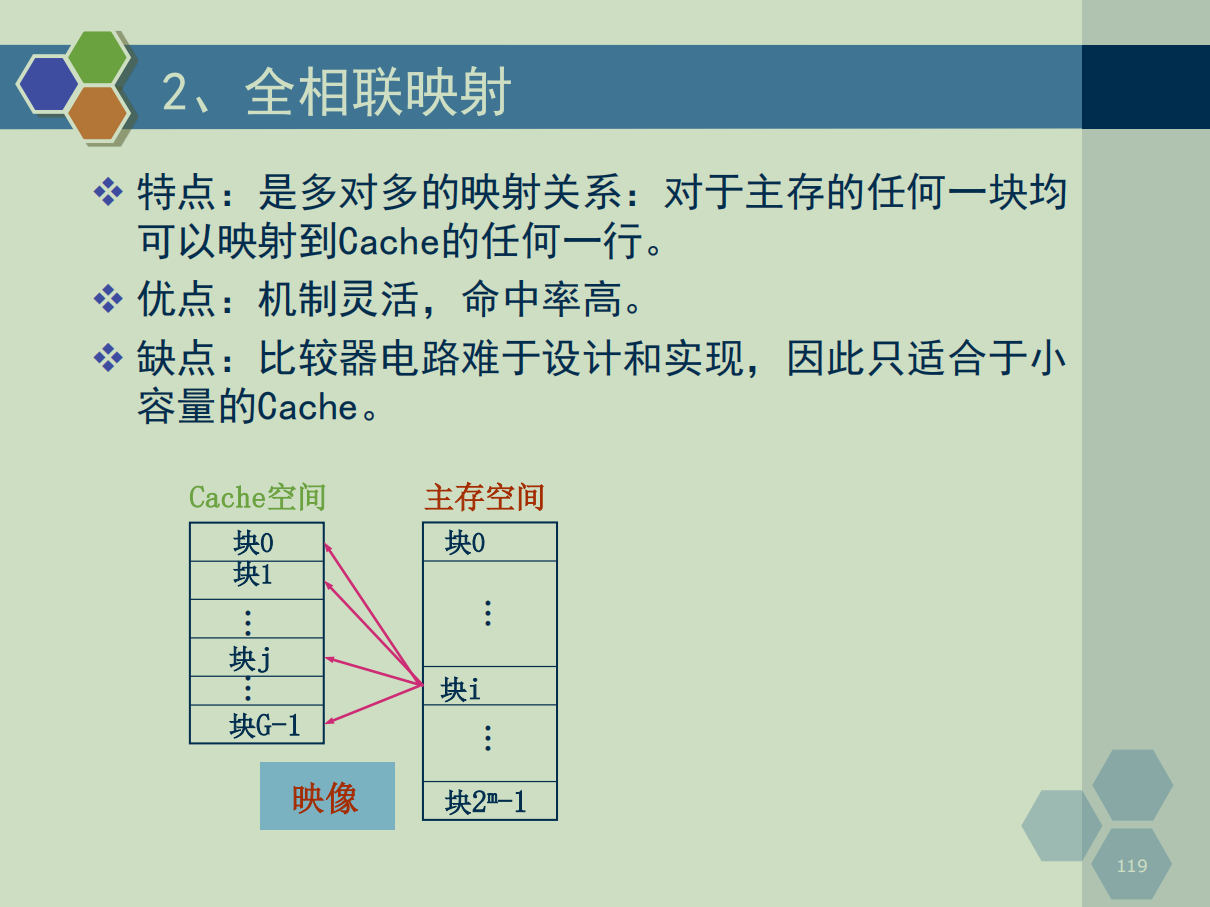 2、全相联映射
特点：是多对多的映射关系：对于主存的任何一块均
可以映射到Cache的任何一行。
优点：机制灵活，命中率高。
缺点：比较器电路难于设计和实现，因此只适合于小
容量的Cache。
Cache空间
块0
块1
⋮
块j
⋮
块G-1
主存空间
块0
⋮
块i
⋮
块2ᵐ-1
映像
119